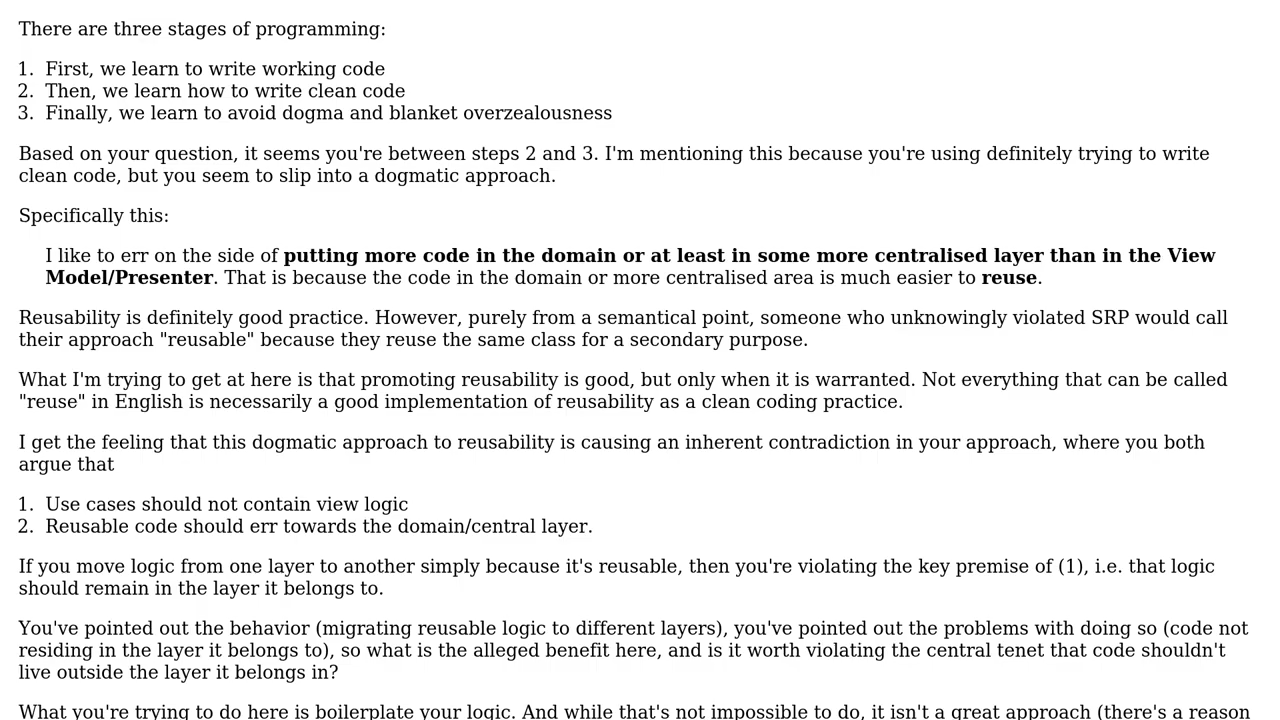 There are three stages of programming:
1. First, we learn to write working code
2. Then, we learn how to write clean code
3. Finally, we learn to avoid dogma and blanket overzealousness
Based on your question, it seems you're between steps 2 and 3. I'm mentioning this because you're using definitely trying to write
clean code, but you seem to slip into a dogmatic approach.
Specifically this:
I like to err on the side of putting more code in the domain or at least in some more centralised layer than in the View
Model/Presenter. That is because the code in the domain or more centralised area is much easier to reuse.
Reusability is definitely good practice. However, purely from a semantical point, someone who unknowingly violated SRP would call
their approach "reusable" because they reuse the same class for a secondary purpose.
What I'm trying to get at here is that promoting reusability is good, but only when it is warranted. Not everything that can be called
"reuse" in English is necessarily a good implementation of reusability as a clean coding practice.
I get the feeling that this dogmatic approach to reusability is causing an inherent contradiction in your approach, where you both
argue that
1. Use cases should not contain view logic
2. Reusable code should err towards the domain/central layer.
If you move logic from one layer to another simply because it's reusable, then you're violating the key premise of (1), i.e. that logic
should remain in the layer it belongs to.
You've pointed out the behavior (migrating reusable logic to different layers), you've pointed out the problems with doing so (code not
residing in the layer it belongs to), so what is the alleged benefit here, and is it worth violating the central tenet that code shouldn't
live outside the layer it belongs in?
What you're trying to do here is boilerplate your logic. And while that's not impossible to do, it isn't a great approach (there's a reason